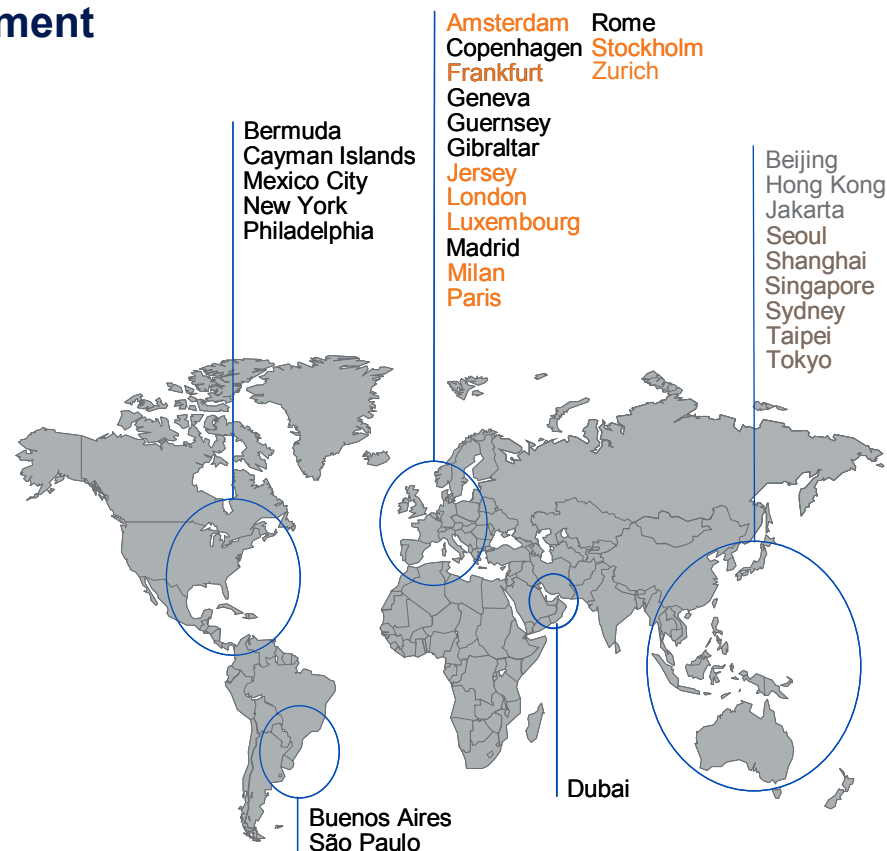 ment
Bermuda
Cayman Islands
Mexico City
New York
Philadelphia
Amsterdam
Copenhagen
Frankfurt
Geneva
Guernsey
Gibraltar
Jersey
London
Luxembourg
Madrid
Milan
Paris
Rome
Stockholm
Zurich
Beijing
Hong Kong
Jakarta
Seoul
Shanghai
Singapore
Sydney
Taipei
Tokyo
Dubai
Buenos Aires
São Paulo